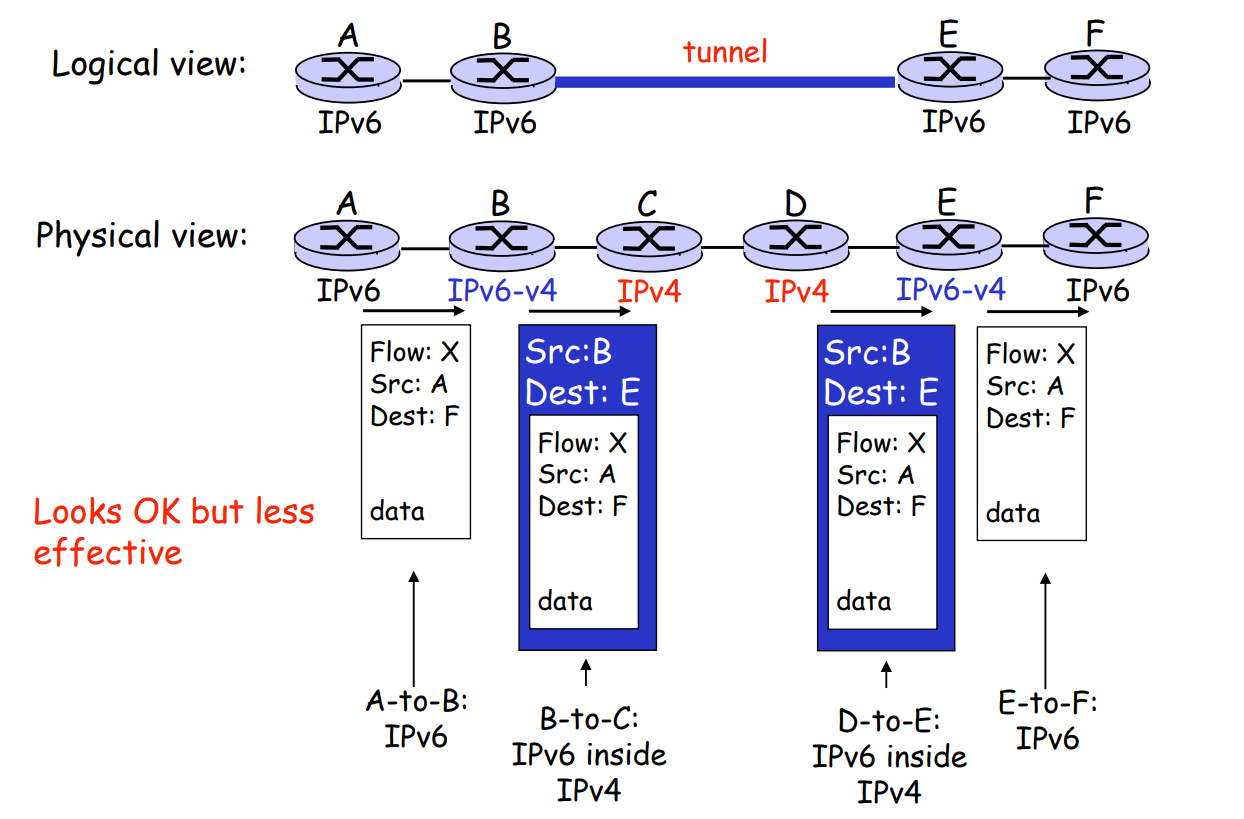 A B tunnel E F
Logical view:
IPv6 IPv6 IPv6 IPv6
A B C D E F
Physical view:
IPv6 IPv6-v4 IPv4 IPv4 IPv6-v4 IPv6
Flow: X
Src: A
Dest: F
data
Src:B
Dest: E
Flow: X
Src: A
Dest: F
data
Src:B
Dest: E
Flow: X
Src: A
Dest: F
data
Flow: X
Src: A
Dest: F
data
Looks OK but less
effective
A-to-B:
IPv6
B-to-C:
IPv6 inside
IPv4
D-to-E:
IPv6 inside
IPv4
E-to-F:
IPv6